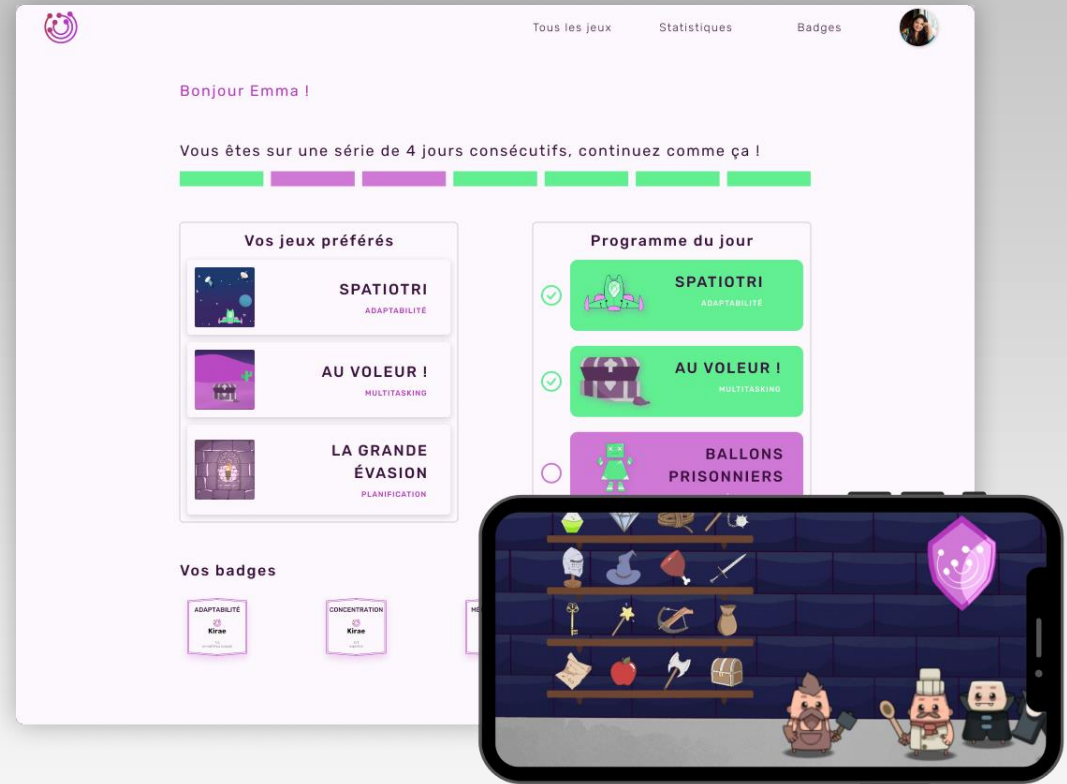 Tous les jeux
Statistiques
Badges
Bonjour Emma !
Vous êtes sur une série de 4 jours consécutifs, continuez comme ça !
Vos jeux préférés
SPATIOTRI
ADAPTABILITÉ
AU VOLEUR !
MULTITASKING
LA GRANDE
ÉVASION
PLANIFICATION
Programme du jour
SPATIOTRI
ADAPTABILITÉ
AU VOLEUR !
MULTITASKING
BALLONS
PRISONNIERS
Vos badges
ADAPTABILITÉ
Kirae
CONCENTRATION
Kirae